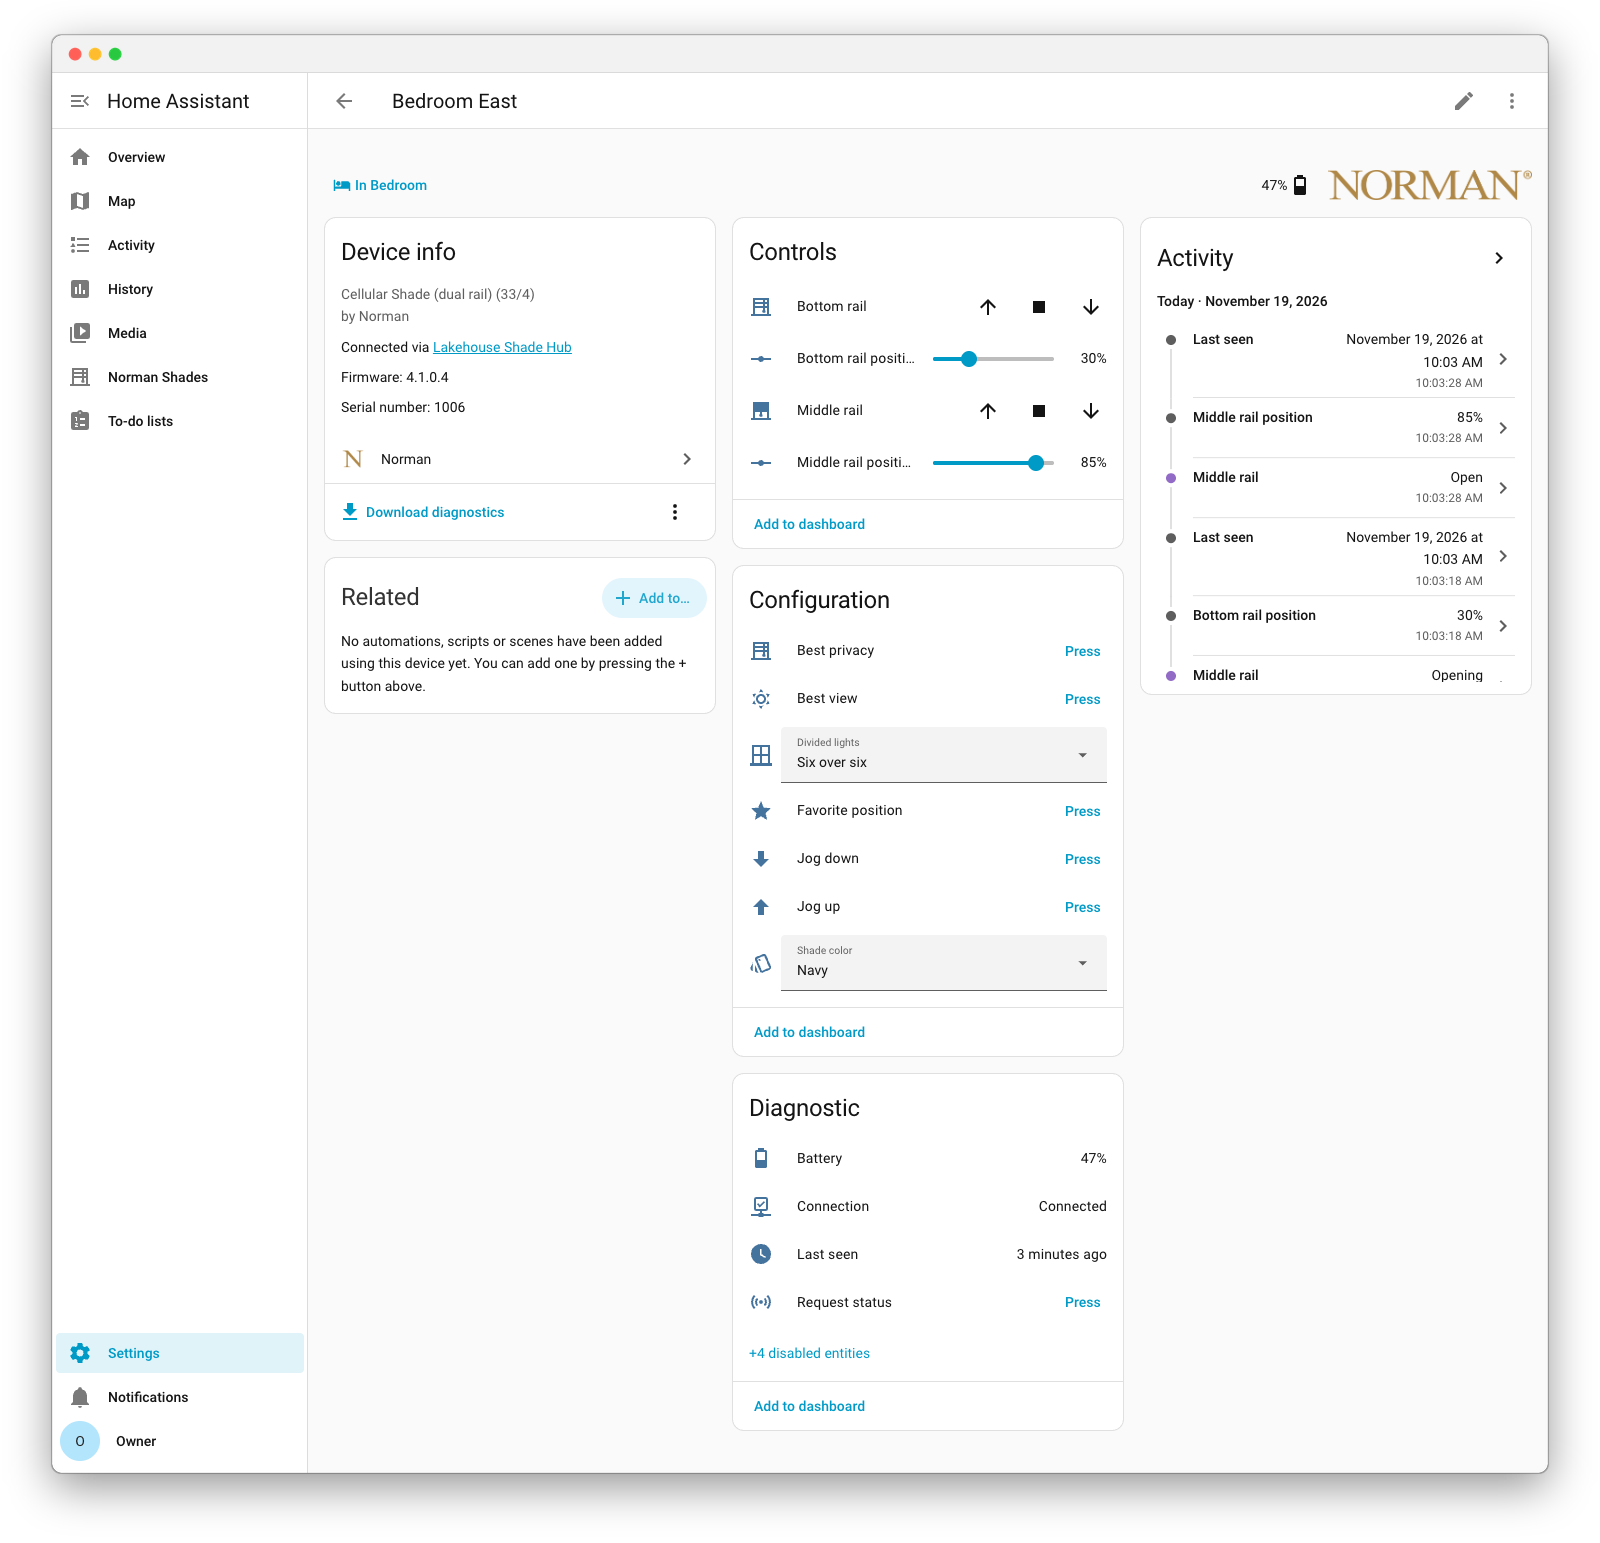 Home Assistant
Bedroom East
Overview
Map
Activity
History
Media
Norman Shades
To-do lists
Settings
Notifications
O
Owner
In Bedroom
47%
NORMAN®
Device info
Cellular Shade (dual rail) (33/4)
by Norman
Connected via Lakehouse Shade Hub
Firmware: 4.1.0.4
Serial number: 1006
N Norman
Download diagnostics
Related
Add to...
No automations, scripts or scenes have been added
using this device yet. You can add one by pressing the +
button above.
Controls
Bottom rail
Bottom rail positi... 30%
Middle rail
Middle rail positi... 85%
Add to dashboard
Configuration
Best privacy Press
Best view Press
Divided lights
Six over six
Favorite position Press
Jog down Press
Jog up Press
Shade color
Navy
Add to dashboard
Diagnostic
Battery 47%
Connection Connected
Last seen 3 minutes ago
Request status Press
+4 disabled entities
Add to dashboard
Activity
Today · November 19, 2026
Last seen November 19, 2026 at
10:03 AM
10:03:28 AM
Middle rail position 85%
10:03:28 AM
Middle rail Open
10:03:28 AM
Last seen November 19, 2026 at
10:03 AM
10:03:18 AM
Bottom rail position 30%
10:03:18 AM
Middle rail Opening